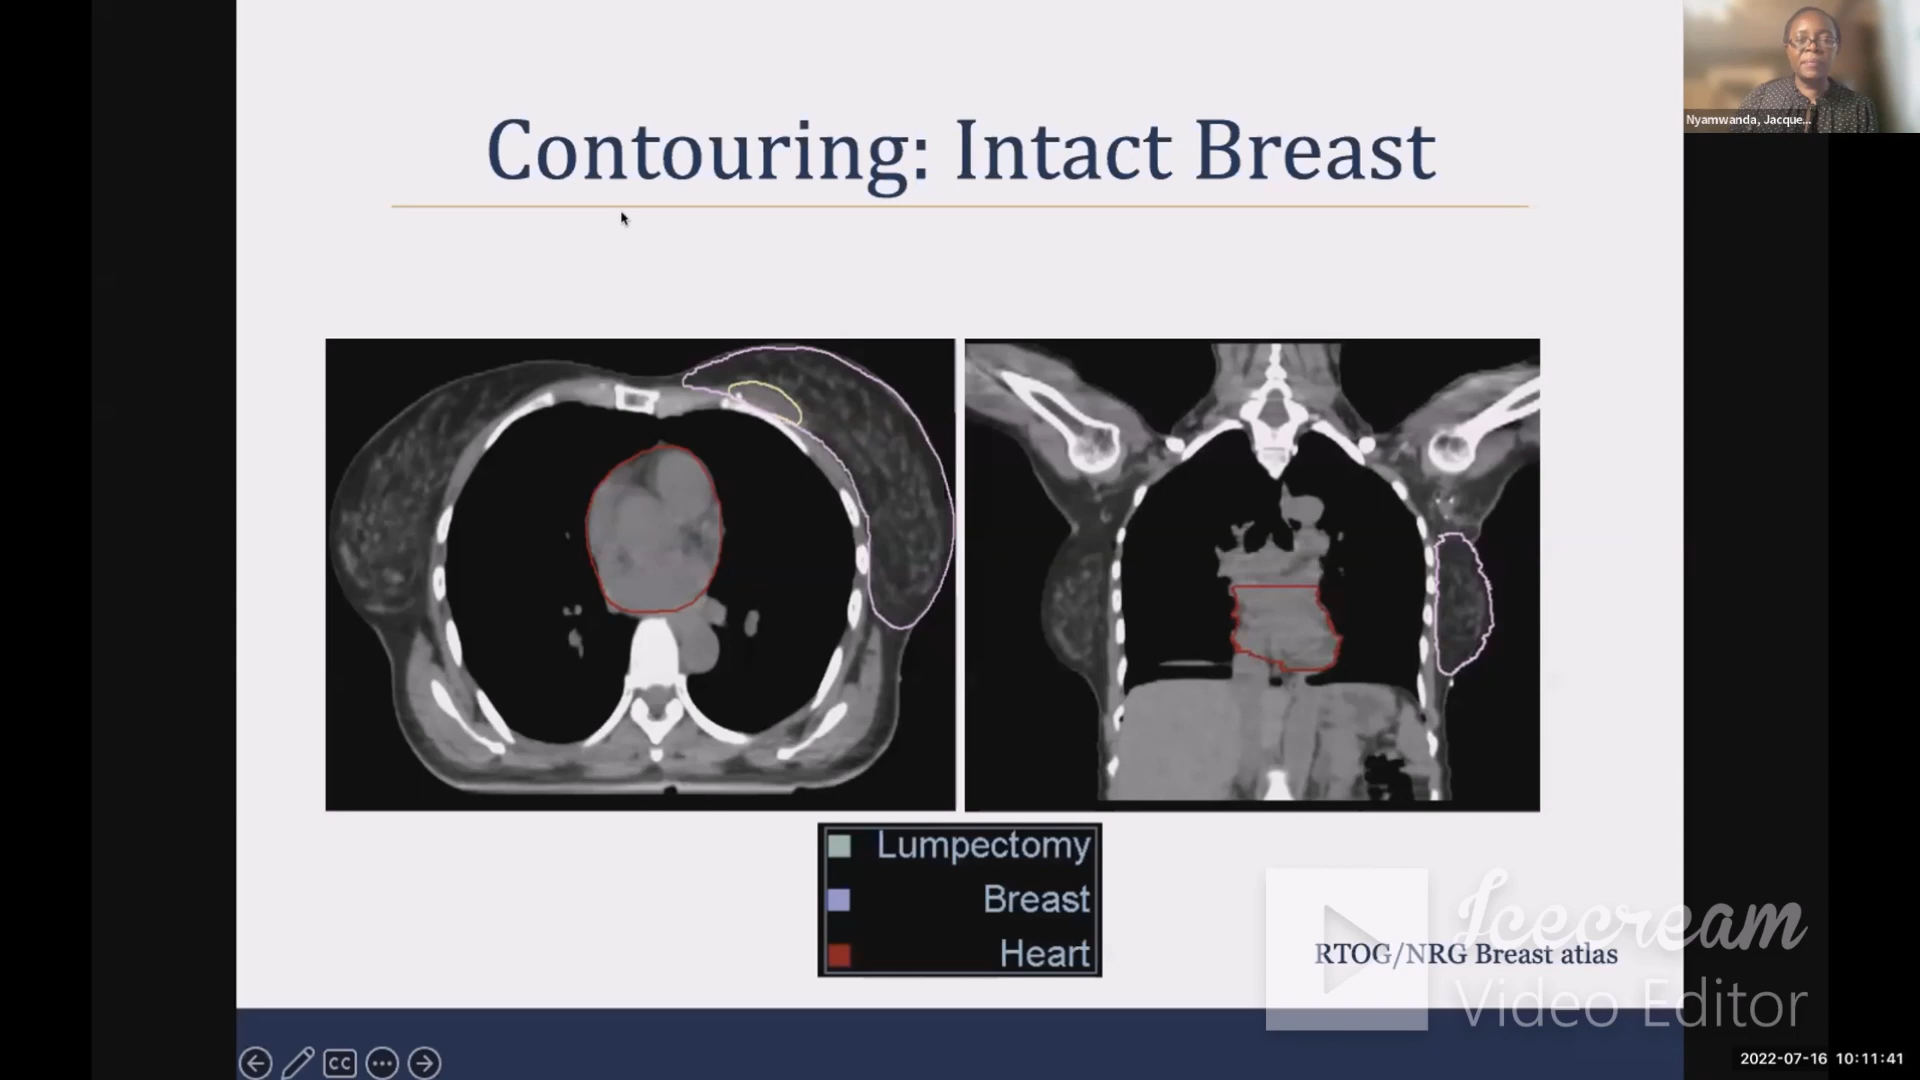 Nyamwanda, Jacque...
Contouring: Intact Breast
Lumpectomy
Breast
Heart
RTOG/NRG Breast atlas
Icecream
Video Editor
CC
2022-07-16 10:11:41